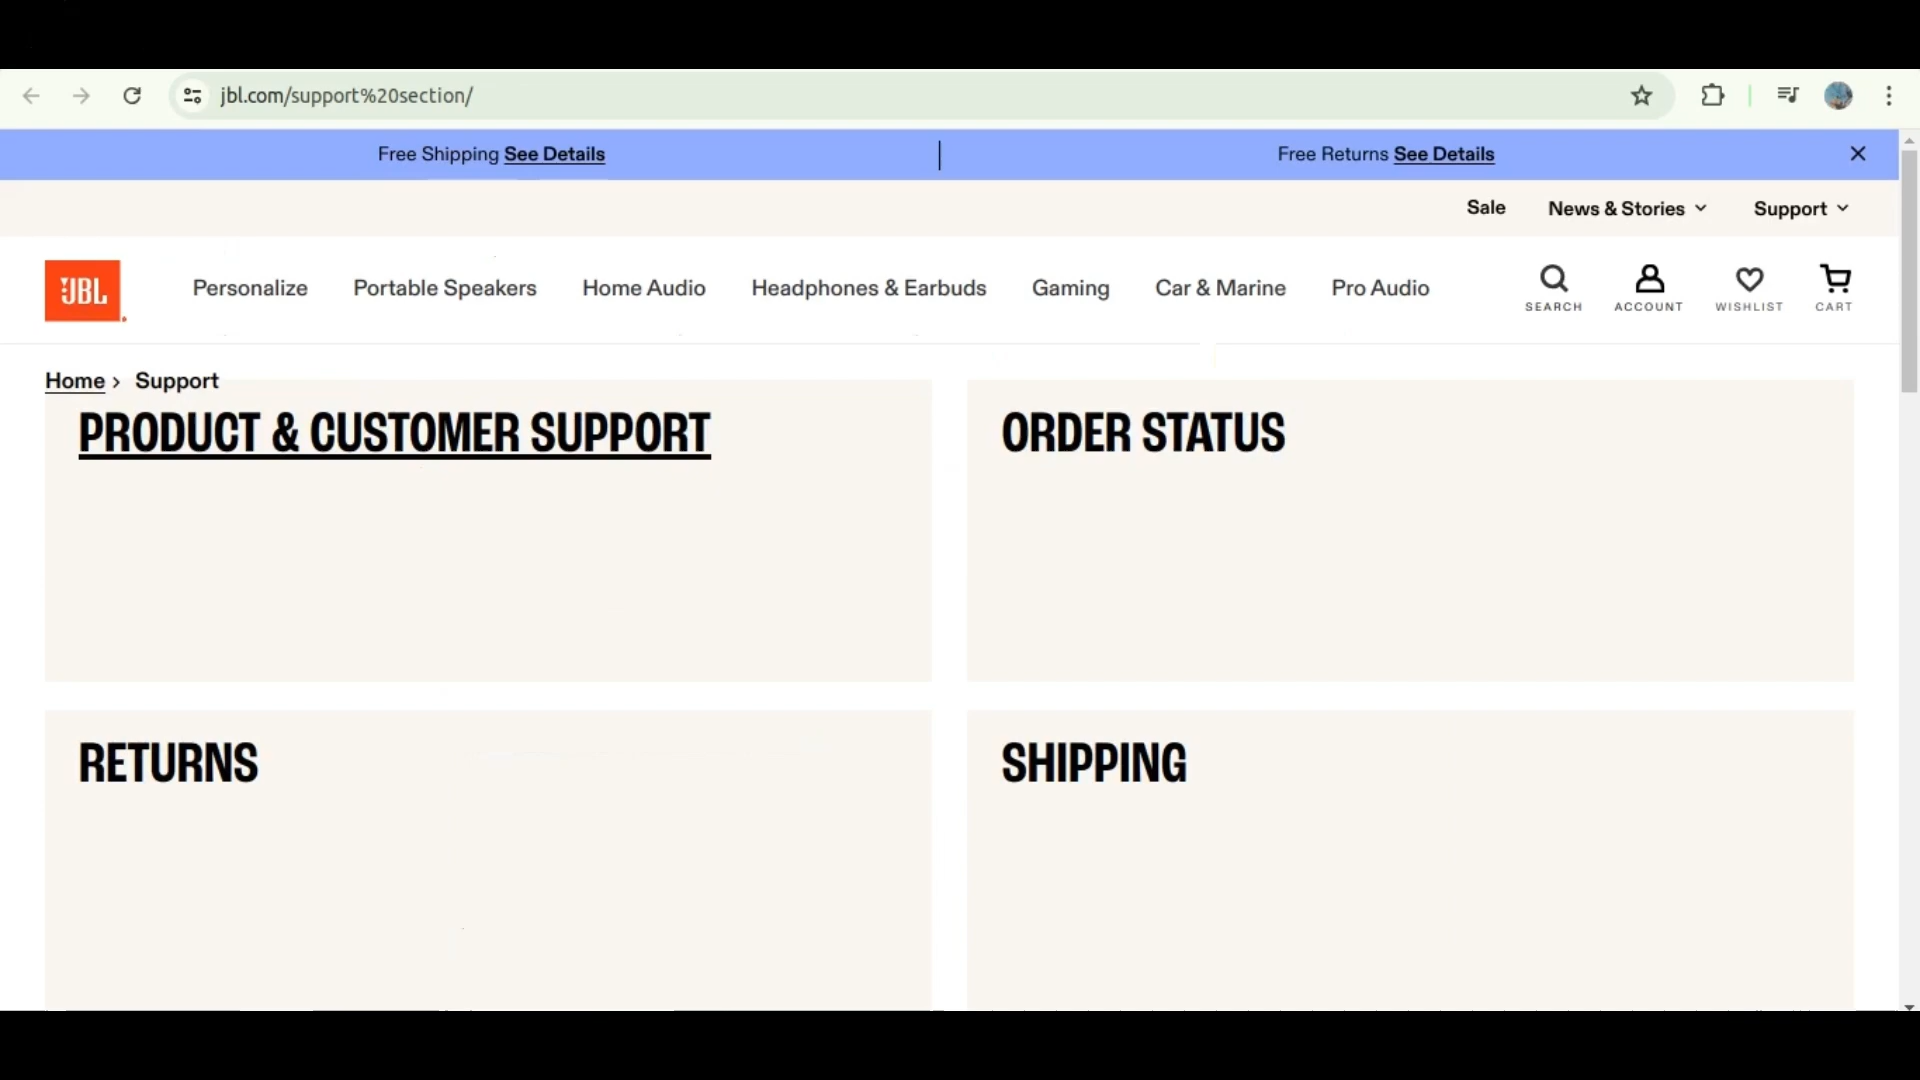 jbl.com/support%20section/
Free Shipping See Details
Free Returns See Details
Sale
News & Stories
Support
JBL
Personalize
Portable Speakers
Home Audio
Headphones & Earbuds
Gaming
Car & Marine
Pro Audio
SEARCH
ACCOUNT
WISHLIST
CART
Home › Support
PRODUCT & CUSTOMER SUPPORT
ORDER STATUS
RETURNS
SHIPPING